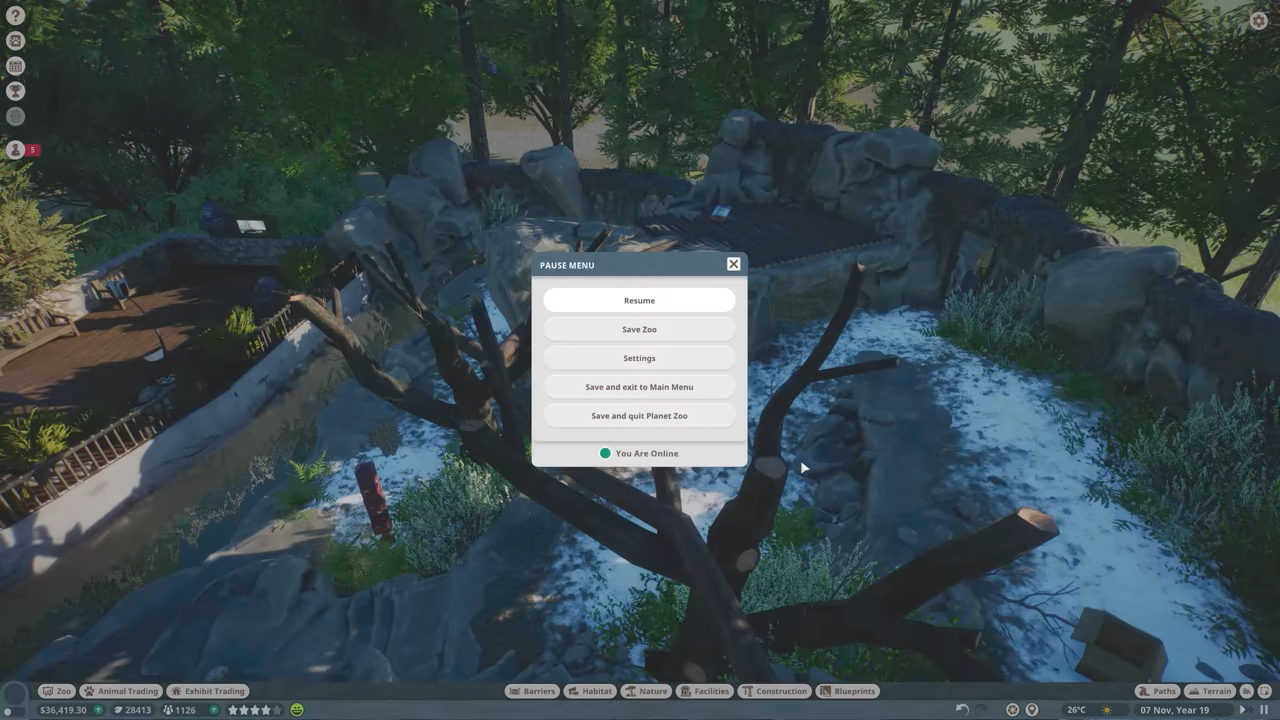 ?
5
PAUSE MENU
Resume
Save Zoo
Settings
Save and exit to Main Menu
Save and quit Planet Zoo
You Are Online
Zoo
Animal Trading
Exhibit Trading
Barriers
Habitat
Nature
Facilities
Construction
Blueprints
Paths
Terrain
$36,419.30
28413
1126
26°C
07 Nov, Year 19